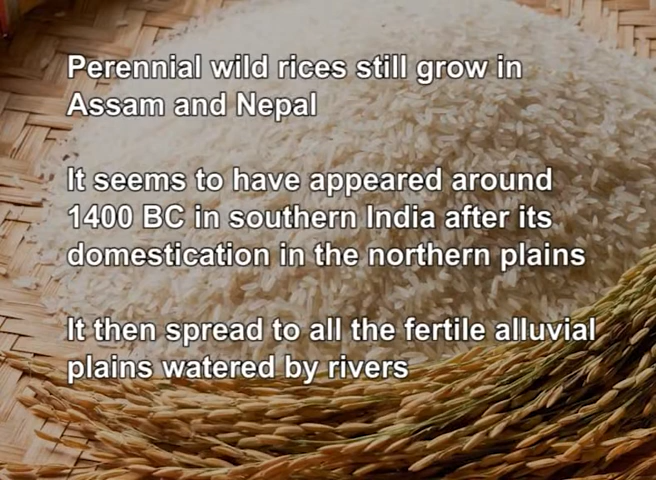 Perennial wild rices still grow in
Assam and Nepal
It seems to have appeared around
1400 BC in southern India after its
domestication in the northern plains
It then spread to all the fertile alluvial
plains watered by rivers